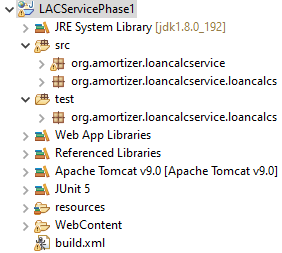 LACServicePhase1
JRE System Library [jdk1.8.0_192]
src
org.amortizer.loancalcservice
org.amortizer.loancalcservice.loancalcs
test
org.amortizer.loancalcservice.loancalcs
Web App Libraries
Referenced Libraries
Apache Tomcat v9.0 [Apache Tomcat v9.0]
JUnit 5
resources
WebContent
build.xml